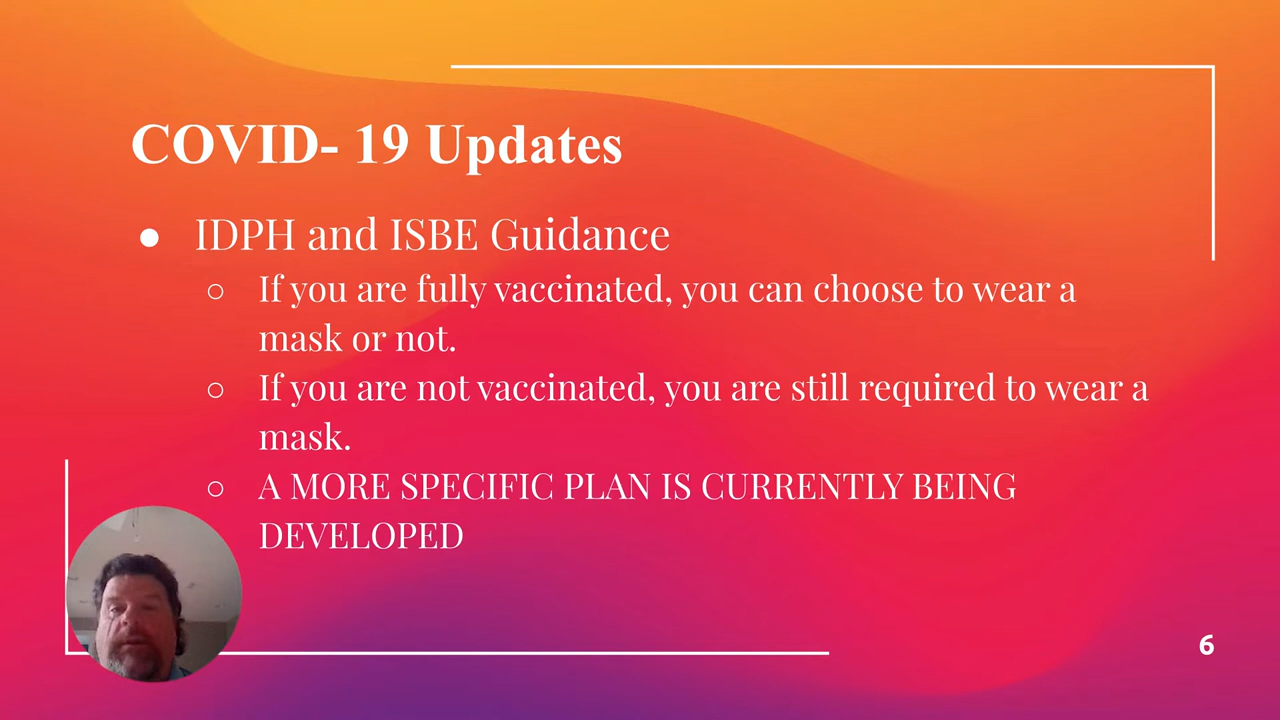 COVID- 19 Updates
● IDPH and ISBE Guidance
○ If you are fully vaccinated, you can choose to wear a
mask or not.
○ If you are not vaccinated, you are still required to wear a
mask.
○ A MORE SPECIFIC PLAN IS CURRENTLY BEING
DEVELOPED
6